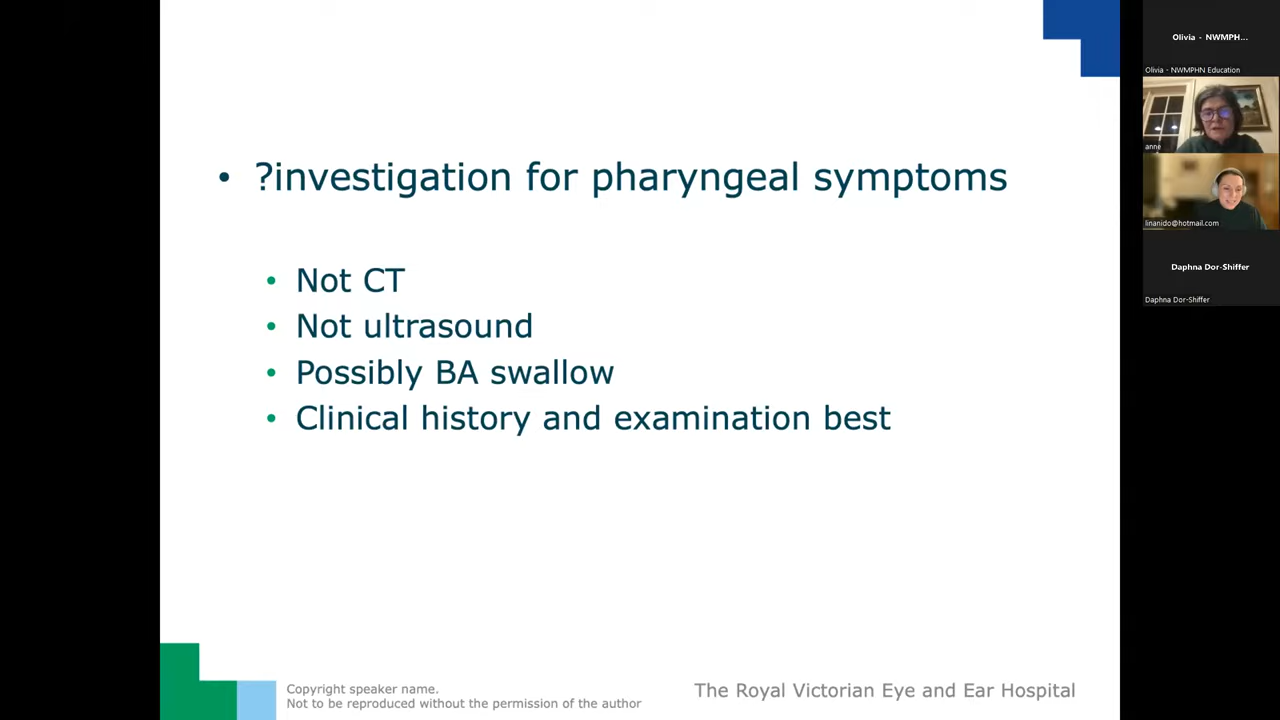 ?investigation for pharyngeal symptoms
Not CT
Not ultrasound
Possibly BA swallow
Clinical history and examination best
Copyright speaker name.
Not to be reproduced without the permission of the author
The Royal Victorian Eye and Ear Hospital
Olivia - NWMPH...
Olivia - NWMPHN Education
anne
linanido@hotmail.com
Daphna Dor-Shiffer
Daphna Dor-Shiffer